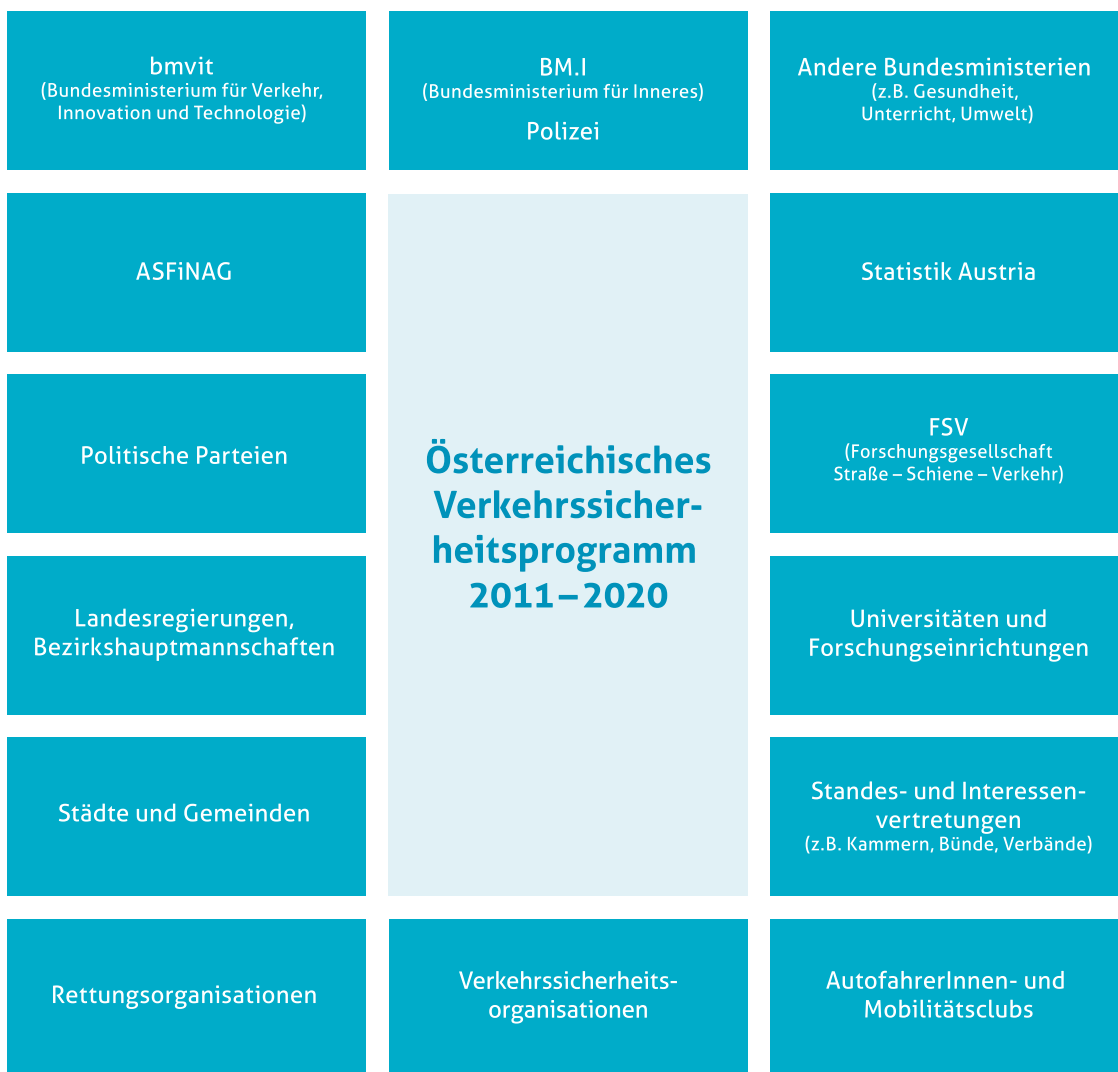 bmvit
(Bundesministerium für Verkehr,
Innovation und Technologie)
BM.I
(Bundesministerium für Inneres)
Polizei
Andere Bundesministerien
(z.B. Gesundheit,
Unterricht, Umwelt)
ASFiNAG
Statistik Austria
Politische Parteien
Österreichisches
Verkehrssicher-
heitsprogramm
2011–2020
FSV
(Forschungsgesellschaft
Straße – Schiene – Verkehr)
Landesregierungen,
Bezirkshauptmannschaften
Universitäten und
Forschungseinrichtungen
Städte und Gemeinden
Standes- und Interessen-
vertretungen
(z.B. Kammern, Bünde, Verbände)
Rettungsorganisationen
Verkehrssicherheits-
organisationen
AutofahrerInnen- und
Mobilitätsclubs